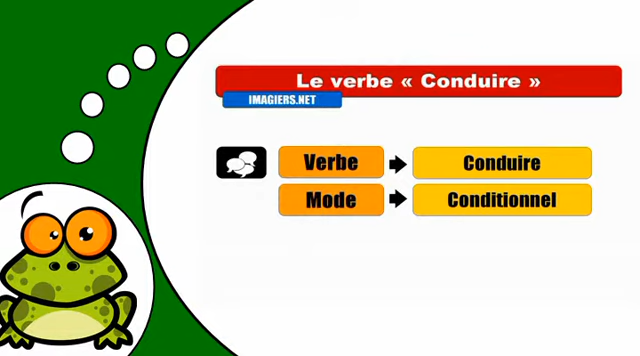 Le verbe « Conduire »
IMAGIERS.NET
Verbe Conduire
Mode Conditionnel